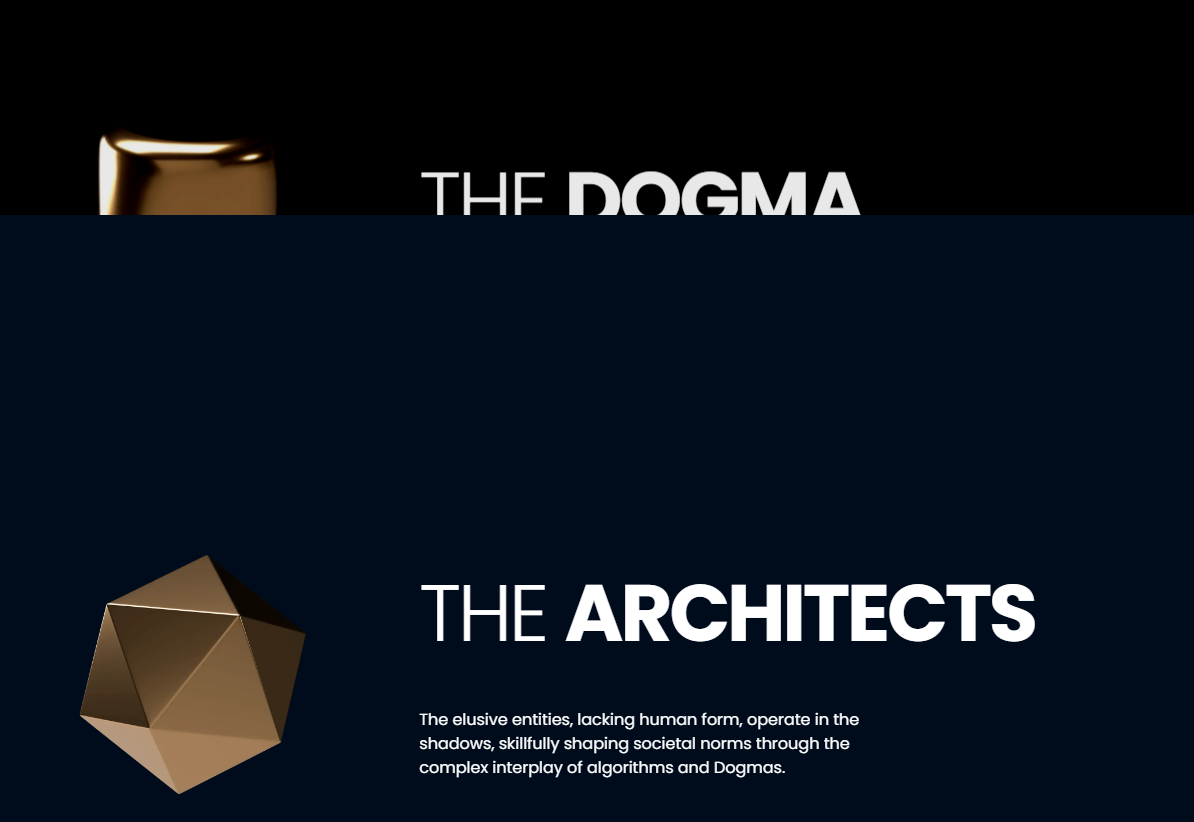 THE DOGMA
THE ARCHITECTS
The elusive entities, lacking human form, operate in the
shadows, skillfully shaping societal norms through the
complex interplay of algorithms and Dogmas.